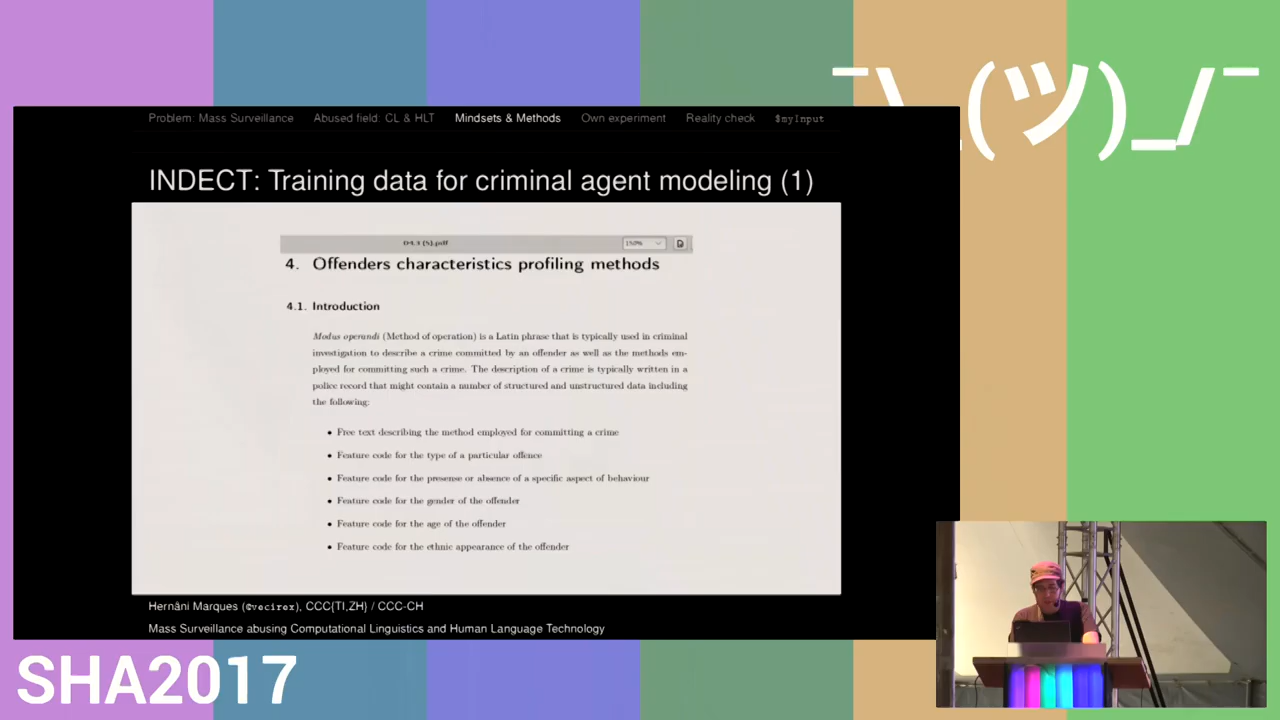 ¯\_(ツ)_/¯
Problem: Mass Surveillance Abused field: CL & HLT Mindsets & Methods Own experiment Reality check $myInput
INDECT: Training data for criminal agent modeling (1)
D4.3 (S).pdf 150%
4. Offenders characteristics profiling methods
4.1. Introduction
Modus operandi (Method of operation) is a Latin phrase that is typically used in criminal
investigation to describe a crime committed by an offender as well as the methods em-
ployed for committing such a crime. The description of a crime is typically written in a
police record that might contain a number of structured and unstructured data including
the following:
• Free text describing the method employed for committing a crime
• Feature code for the type of a particular offence
• Feature code for the presense or absence of a specific aspect of behaviour
• Feature code for the gender of the offender
• Feature code for the age of the offender
• Feature code for the ethnic appearance of the offender
Hernâni Marques (@vecirex), CCC{TI,ZH} / CCC-CH
Mass Surveillance abusing Computational Linguistics and Human Language Technology
SHA2017